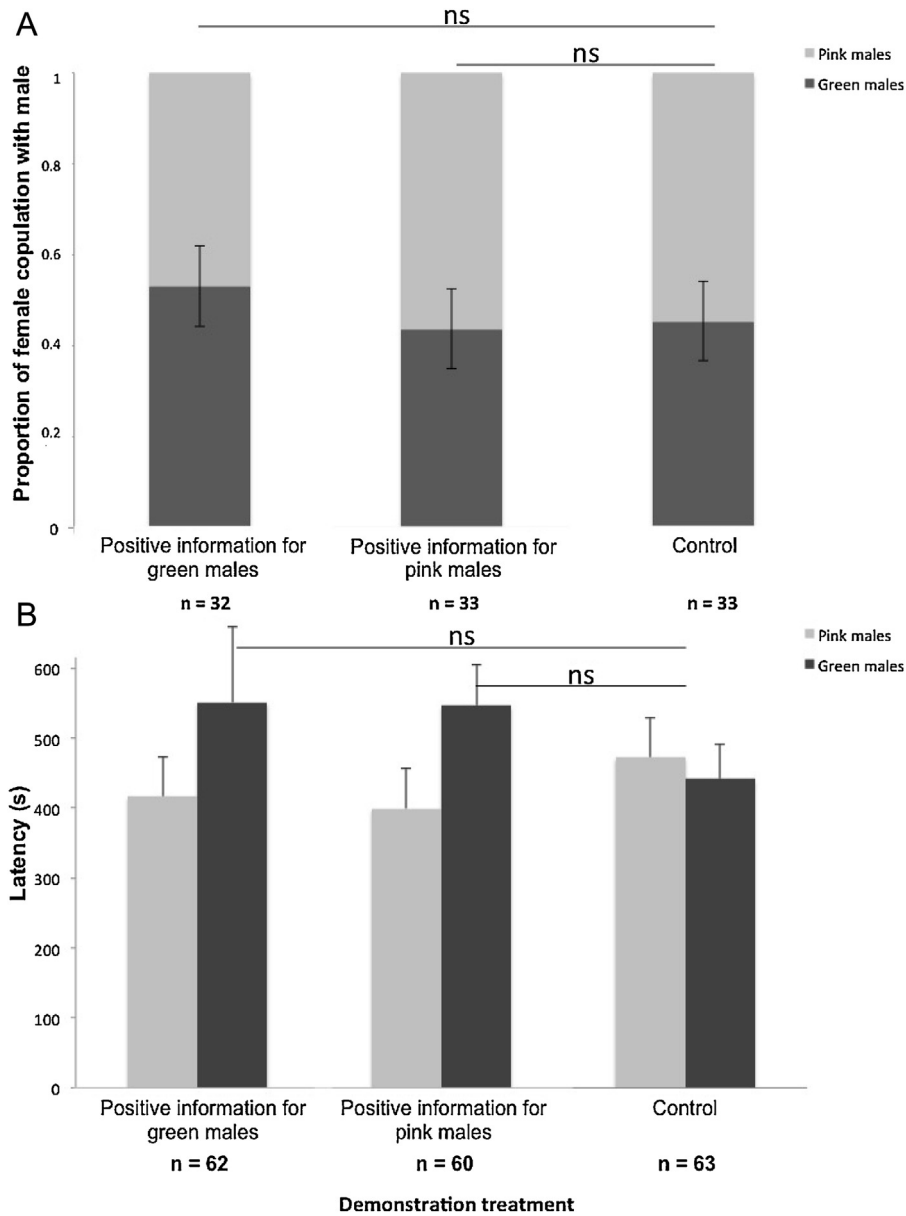 A
ns
ns
Pink males
Green males
Proportion of female copulation with male
1
0.8
0.6
0.4
0.2
0
Positive information for
green males
Positive information for
pink males
Control
n = 32
n = 33
n = 33
B
ns
ns
Pink males
Green males
Latency (s)
600
500
400
300
200
100
0
Positive information for
green males
Positive information for
pink males
Control
n = 62
n = 60
n = 63
Demonstration treatment